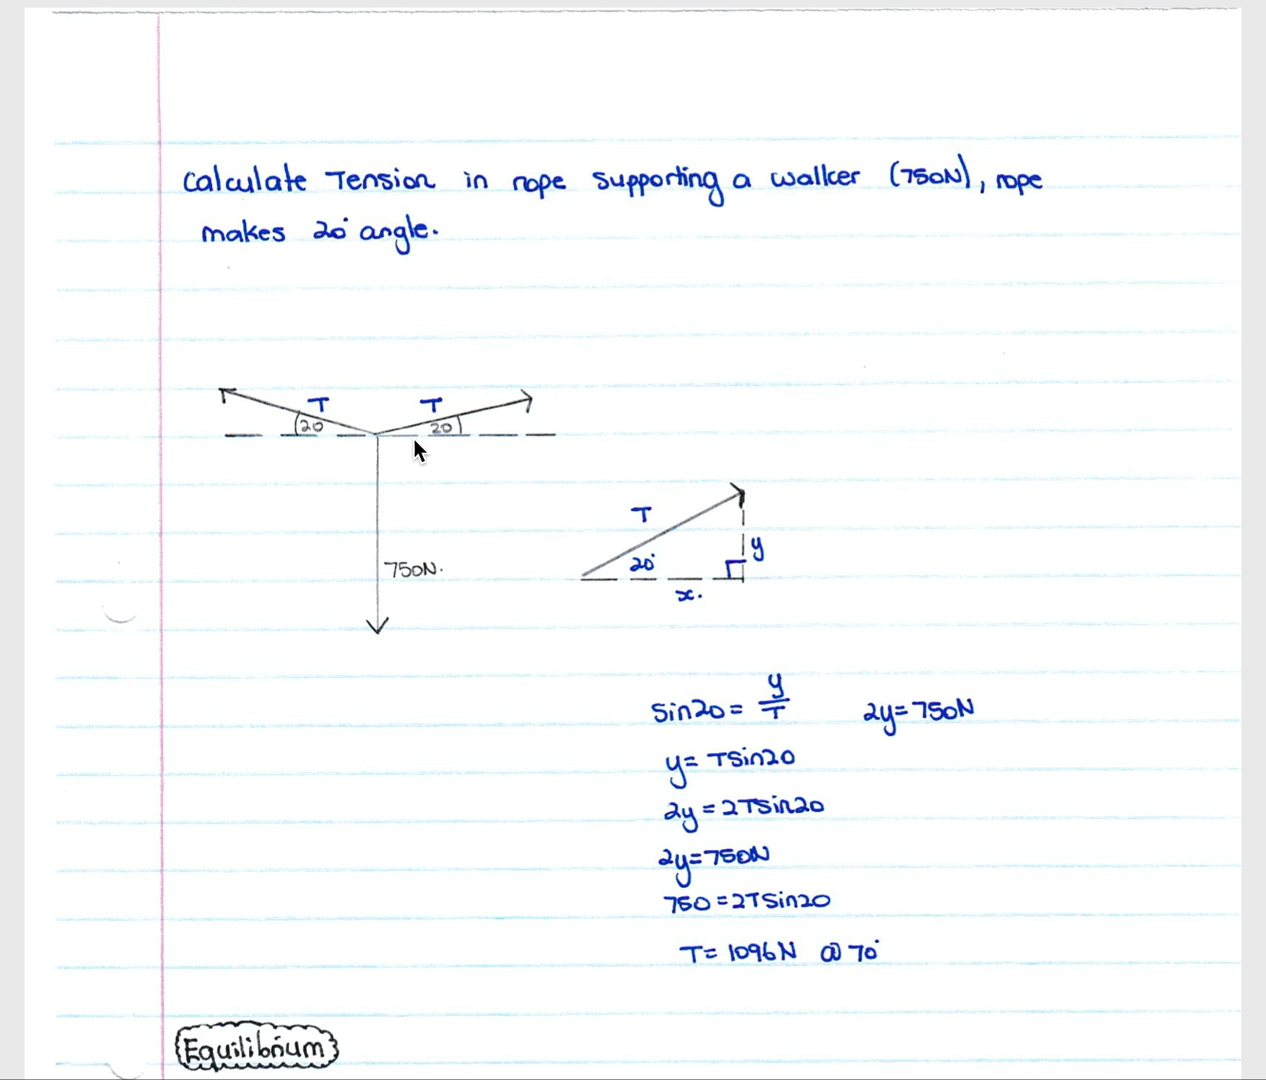 Calculate Tension in rope supporting a walker (750N), rope
makes 20° angle.
T T
20 20
750N.
T
20°
y
x.
sin20 = y/T 2y=750N
y= Tsin20
2y = 2Tsin20
2y=750N
750 = 2Tsin20
T= 1096N @ 70°
Equilibrium